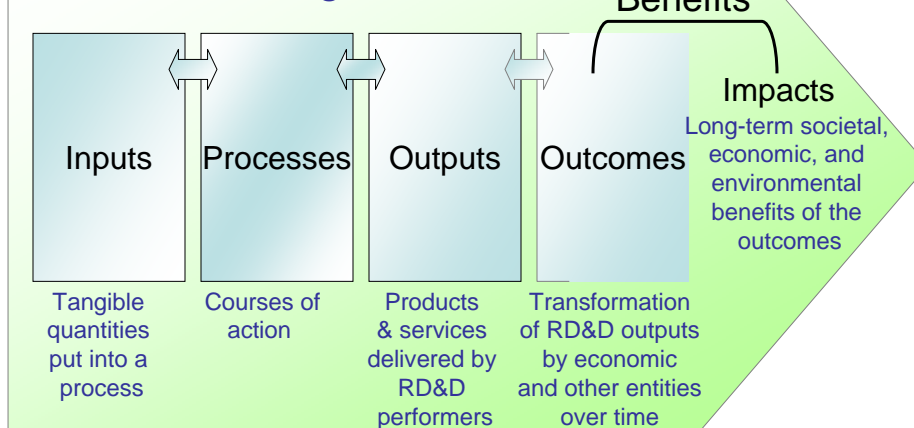 Benefits
Inputs
Processes
Outputs
Outcomes
Impacts
Long-term societal,
economic, and
environmental
benefits of the
outcomes
Tangible
quantities
put into a
process
Courses of
action
Products
& services
delivered by
RD&D
performers
Transformation
of RD&D outputs
by economic
and other entities
over time